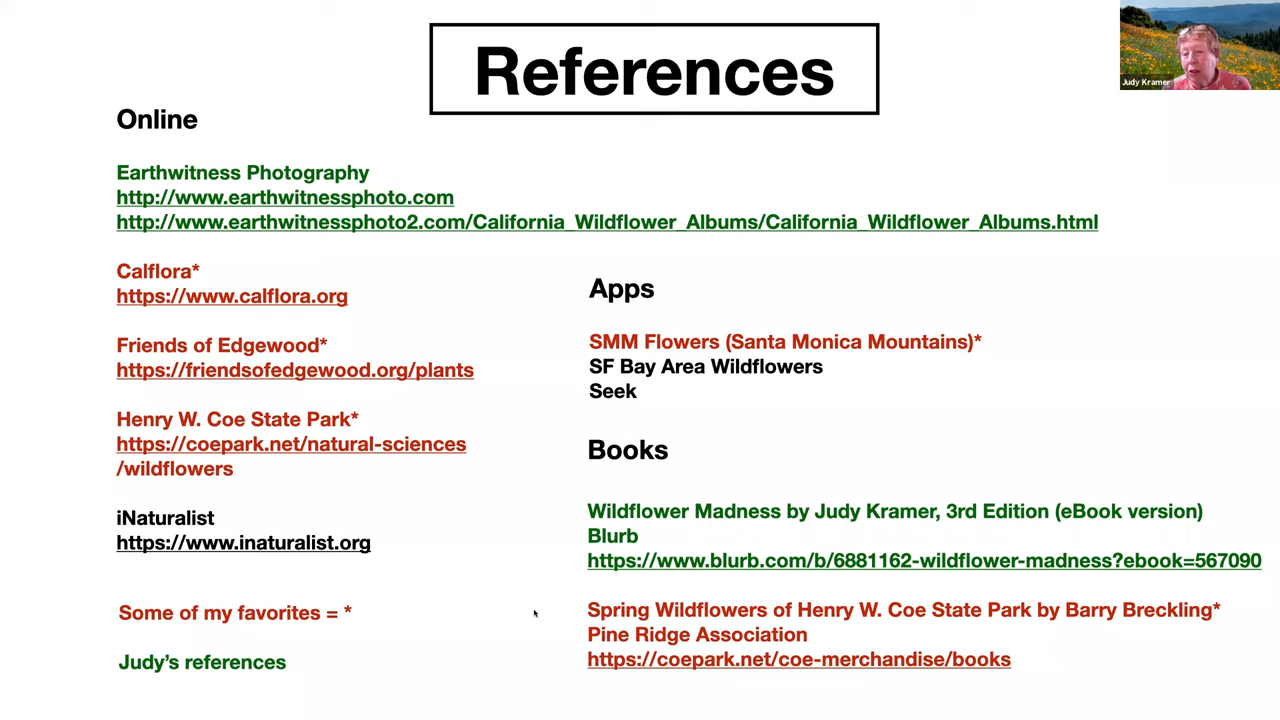 References
Judy Kramer
Online
Earthwitness Photography
http://www.earthwitnessphoto.com
http://www.earthwitnessphoto2.com/California_Wildflower_Albums/California_Wildflower_Albums.html
Calflora*
https://www.calflora.org
Friends of Edgewood*
https://friendsofedgewood.org/plants
Henry W. Coe State Park*
https://coepark.net/natural-sciences
/wildflowers
iNaturalist
https://www.inaturalist.org
Some of my favorites = *
Judy’s references
Apps
SMM Flowers (Santa Monica Mountains)*
SF Bay Area Wildflowers
Seek
Books
Wildflower Madness by Judy Kramer, 3rd Edition (eBook version)
Blurb
https://www.blurb.com/b/6881162-wildflower-madness?ebook=567090
Spring Wildflowers of Henry W. Coe State Park by Barry Breckling*
Pine Ridge Association
https://coepark.net/coe-merchandise/books